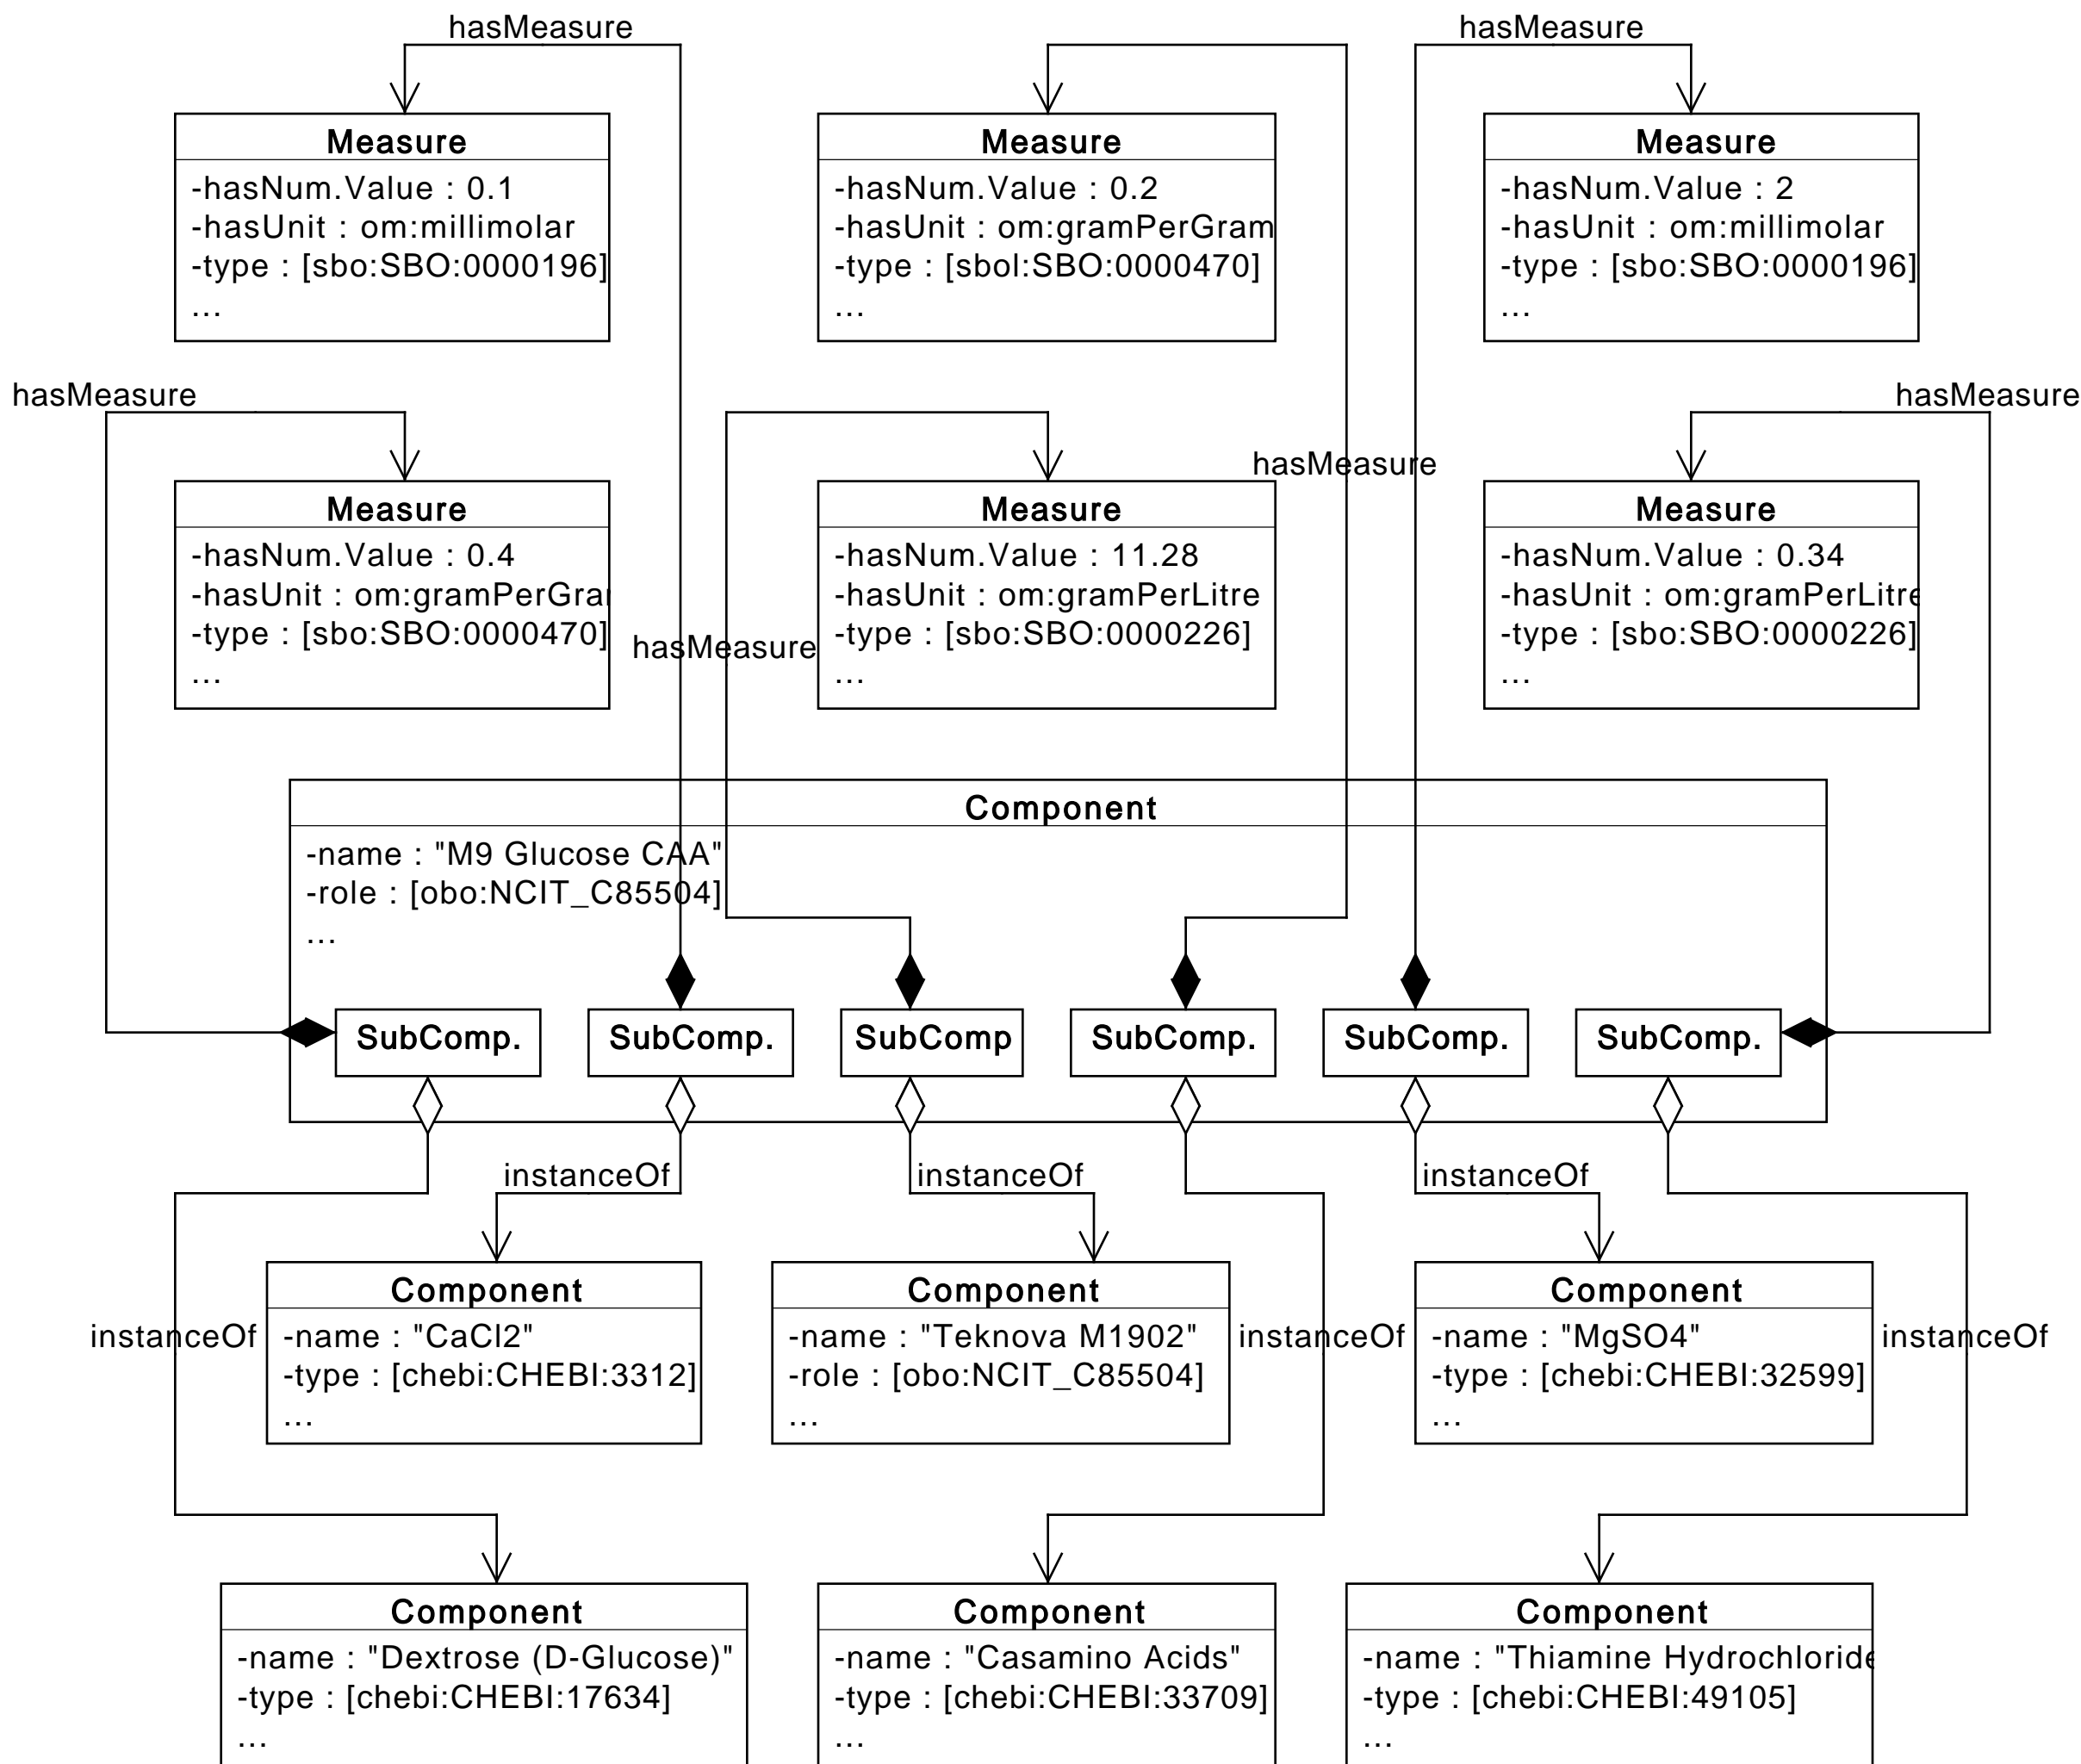 hasMeasure
hasMeasure
Measure
-hasNum.Value : 0.1
-hasUnit : om:millimolar
-type : [sbo:SBO:0000196]
...
Measure
-hasNum.Value : 0.2
-hasUnit : om:gramPerGram
-type : [sbol:SBO:0000470]
...
Measure
-hasNum.Value : 2
-hasUnit : om:millimolar
-type : [sbo:SBO:0000196]
...
hasMeasure
hasMeasure
hasMeasure
Measure
-hasNum.Value : 0.4
-hasUnit : om:gramPerGra
-type : [sbo:SBO:0000470]
...
hasMeasure
Measure
-hasNum.Value : 11.28
-hasUnit : om:gramPerLitre
-type : [sbo:SBO:0000226]
...
Measure
-hasNum.Value : 0.34
-hasUnit : om:gramPerLitre
-type : [sbo:SBO:0000226]
...
Component
-name : "M9 Glucose CAA"
-role : [obo:NCIT_C85504]
...
SubComp.
SubComp.
SubComp
SubComp.
SubComp.
SubComp.
instanceOf
instanceOf
instanceOf
Component
-name : "CaCl2"
-type : [chebi:CHEBI:3312]
...
Component
-name : "Teknova M1902"
-role : [obo:NCIT_C85504]
...
Component
-name : "MgSO4"
-type : [chebi:CHEBI:32599]
...
instanceOf
instanceOf
instanceOf
Component
-name : "Dextrose (D-Glucose)"
-type : [chebi:CHEBI:17634]
...
Component
-name : "Casamino Acids"
-type : [chebi:CHEBI:33709]
...
Component
-name : "Thiamine Hydrochloride
-type : [chebi:CHEBI:49105]
...